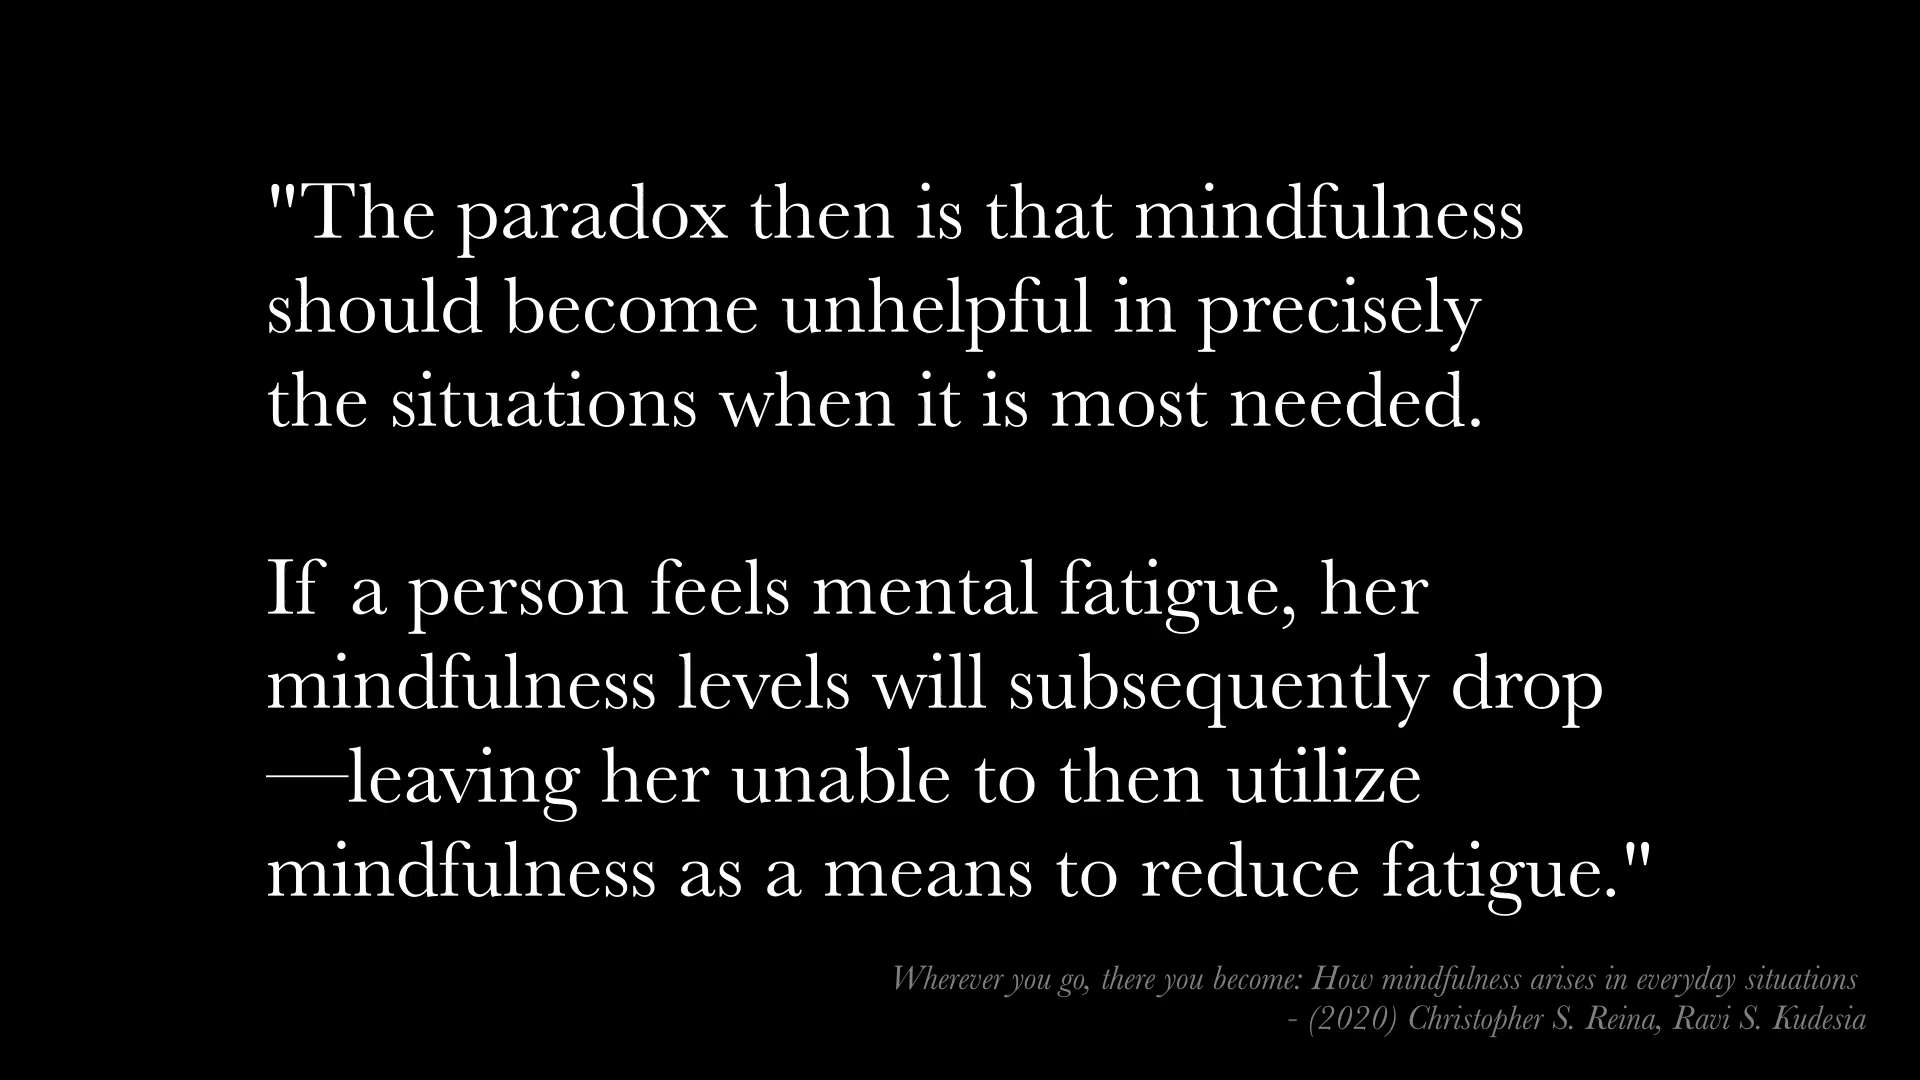 "The paradox then is that mindfulness
should become unhelpful in precisely
the situations when it is most needed.
If a person feels mental fatigue, her
mindfulness levels will subsequently drop
—leaving her unable to then utilize
mindfulness as a means to reduce fatigue."
Wherever you go, there you become: How mindfulness arises in everyday situations
- (2020) Christopher S. Reina, Ravi S. Kudesia